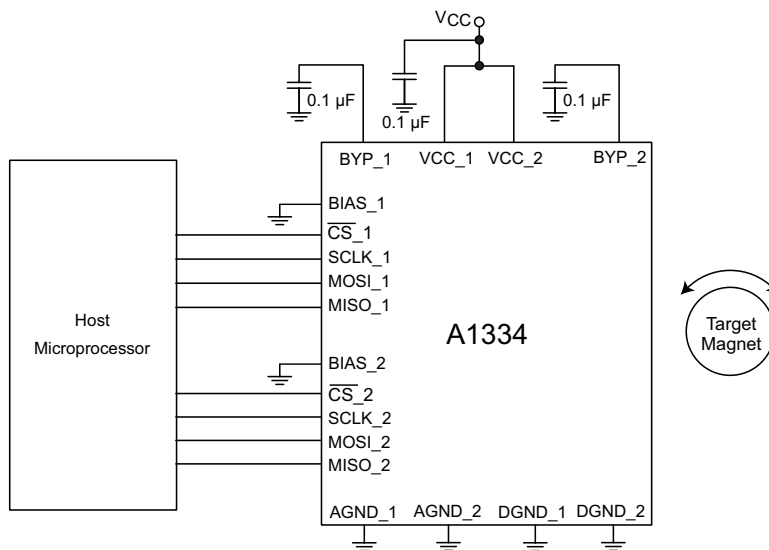 VCC
0.1 µF
0.1 µF
0.1 µF
BYP_1
VCC_1
VCC_2
BYP_2
BIAS_1
CS_1
SCLK_1
MOSI_1
MISO_1
Host
Microprocessor
A1334
Target
Magnet
BIAS_2
CS_2
SCLK_2
MOSI_2
MISO_2
AGND_1
AGND_2
DGND_1
DGND_2